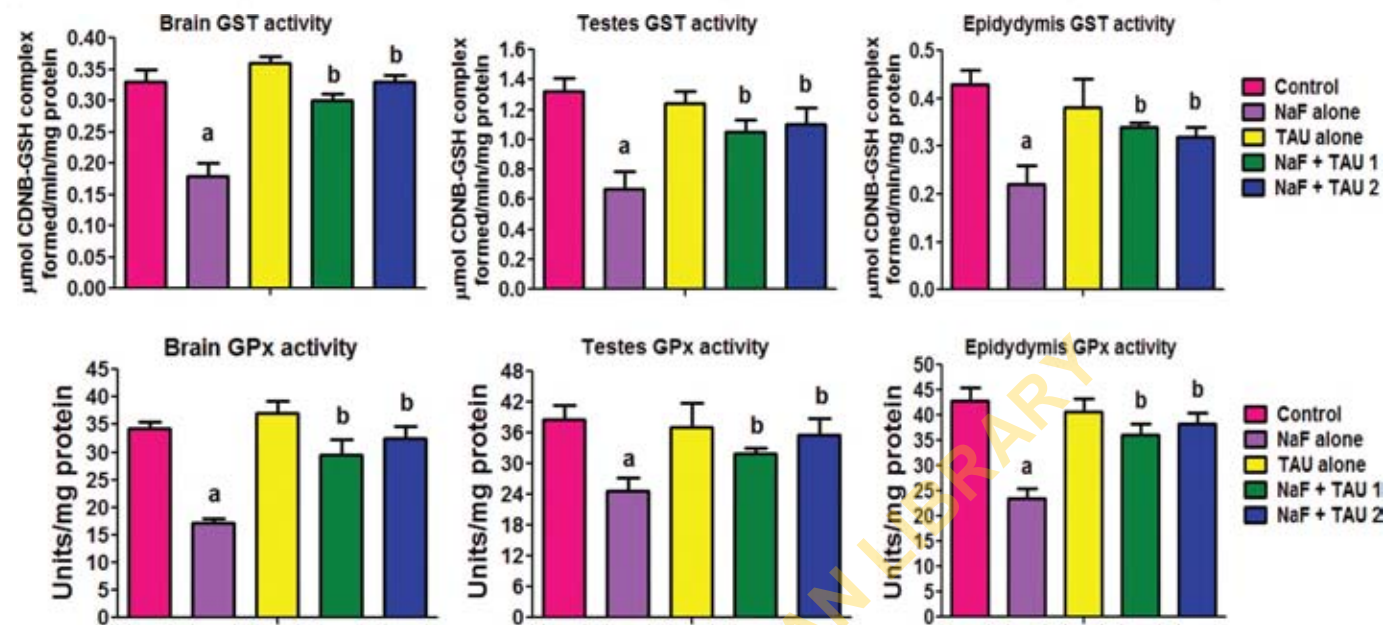 Brain GST activity
μmol CDNB-GSH complex
formed/min/mg protein
0.40
0.35
0.30
0.25
0.20
0.15
0.10
0.05
0.00
a
b
b
Testes GST activity
μmol CDNB-GSH complex
formed/min/mg protein
1.6
1.4
1.2
1.0
0.8
0.6
0.4
0.2
0.0
a
b
b
Epidydymis GST activity
μmol CDNB-GSH complex
formed/min/mg protein
0.5
0.4
0.3
0.2
0.1
0.0
a
b
b
Control
NaF alone
TAU alone
NaF + TAU 1
NaF + TAU 2
Brain GPx activity
Units/mg protein
45
40
35
30
25
20
15
10
5
0
a
b
b
Testes GPx activity
Units/mg protein
48
42
36
30
24
18
12
6
0
a
b
b
Epidydymis GPx activity
Units/mg protein
50
45
40
35
30
25
20
15
10
5
0
a
b
b
Control
NaF alone
TAU alone
NaF + TAU 1
NaF + TAU 2
AN LIBRARY